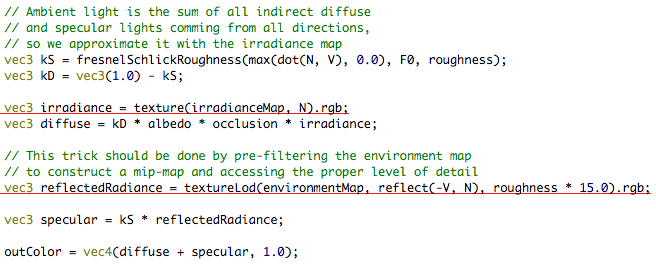 // Ambient light is the sum of all indirect diffuse
// and specular lights comming from all directions,
// so we approximate it with the irradiance map
vec3 kS = fresnelSchlickRoughness(max(dot(N, V), 0.0), F0, roughness);
vec3 kD = vec3(1.0) - kS;
vec3 irradiance = texture(irradianceMap, N).rgb;
vec3 diffuse = kD * albedo * occlusion * irradiance;
// This trick should be done by pre-filtering the environment map
// to construct a mip-map and accessing the proper level of detail
vec3 reflectedRadiance = textureLod(environmentMap, reflect(-V, N), roughness * 15.0).rgb;
vec3 specular = kS * reflectedRadiance;
outColor = vec4(diffuse + specular, 1.0);